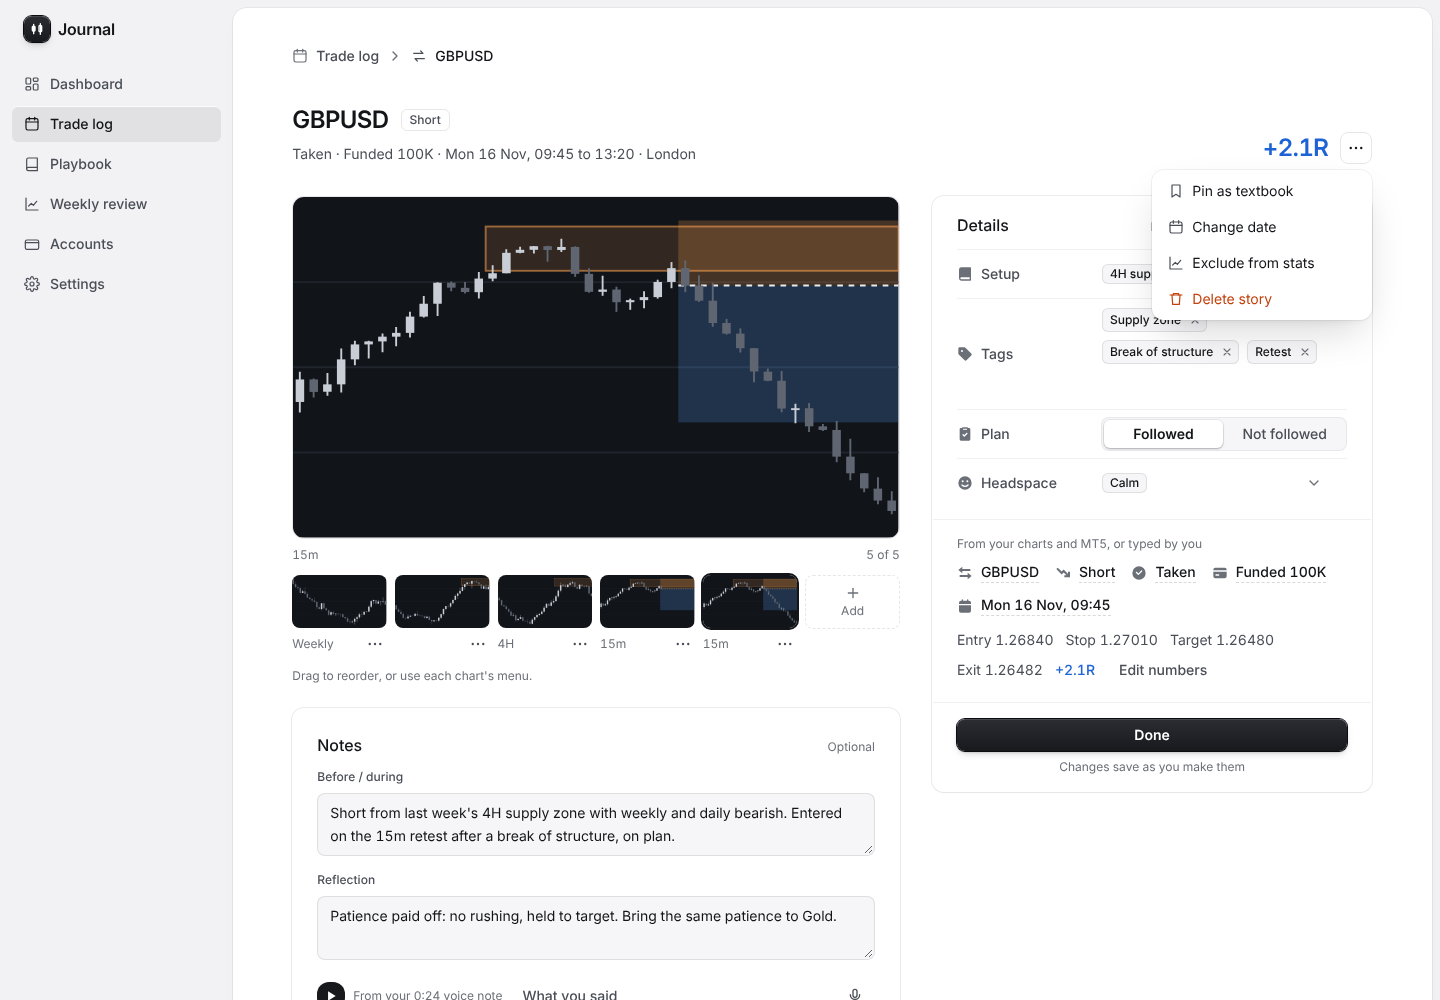 Journal
Dashboard
Trade log
Playbook
Weekly review
Accounts
Settings
Trade log > GBPUSD
GBPUSD Short
Taken · Funded 100K · Mon 16 Nov, 09:45 to 13:20 · London
+2.1R
Pin as textbook
Change date
Exclude from stats
Delete story
15m 5 of 5
Add
Weekly
4H
15m
15m
Drag to reorder, or use each chart's menu.
Notes Optional
Before / during
Short from last week's 4H supply zone with weekly and daily bearish. Entered
on the 15m retest after a break of structure, on plan.
Reflection
Patience paid off: no rushing, held to target. Bring the same patience to Gold.
From your 0:24 voice note What you said
Details
Setup 4H
Tags Supply zone
Break of structure Retest
Plan Followed Not followed
Headspace Calm
From your charts and MT5, or typed by you
GBPUSD Short Taken Funded 100K
Mon 16 Nov, 09:45
Entry 1.26840 Stop 1.27010 Target 1.26480
Exit 1.26482 +2.1R Edit numbers
Done
Changes save as you make them